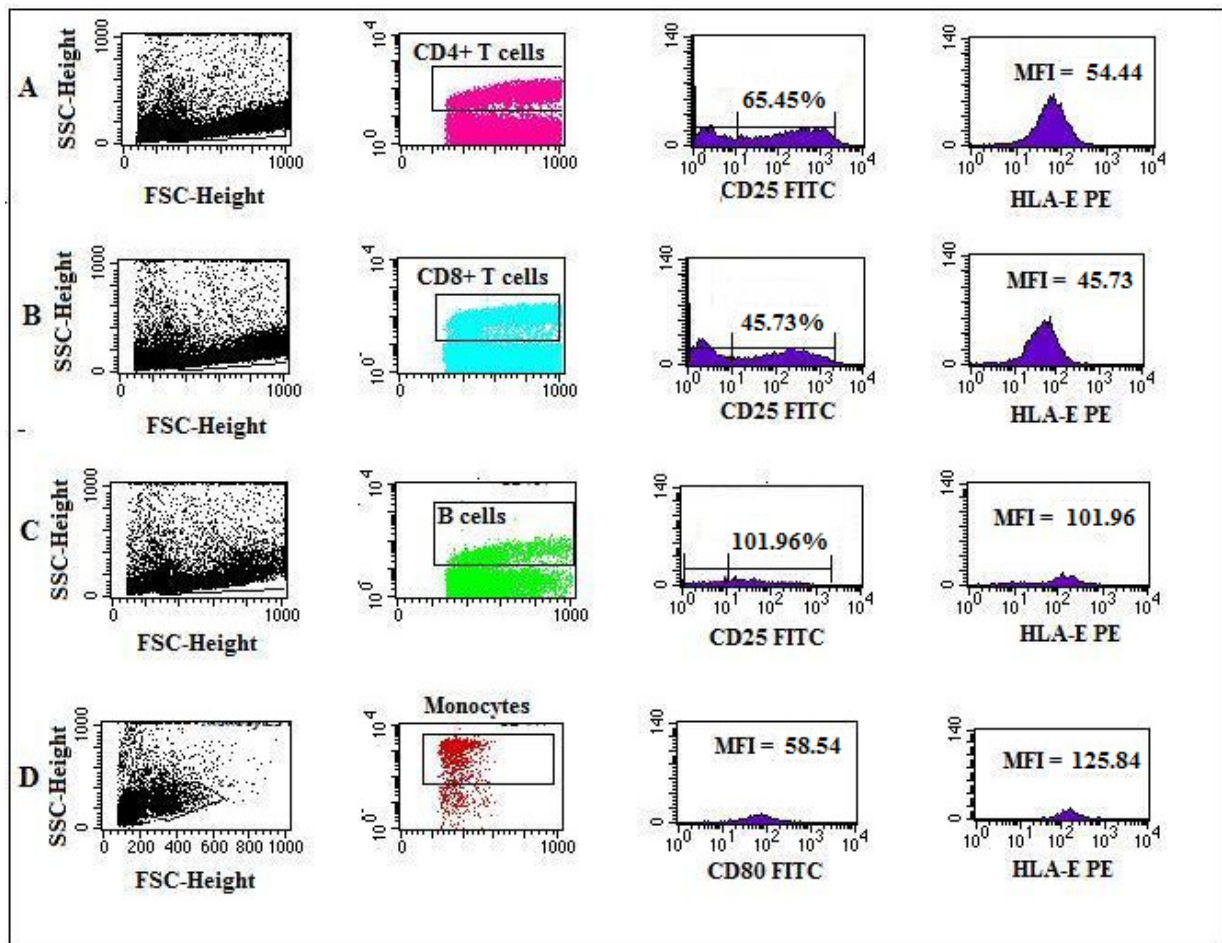 A
SSC-Height
1000
0
0
1000
FSC-Height
CD4+ T cells
10^4
10^0
0
1000
140
0
65.45%
10^0 10^1 10^2 10^3 10^4
CD25 FITC
140
0
MFI = 54.44
10^0 10^1 10^2 10^3 10^4
HLA-E PE
B
SSC-Height
1000
0
0
1000
FSC-Height
CD8+ T cells
10^4
0
1000
140
0
45.73%
10^0 10^1 10^2 10^3 10^4
CD25 FITC
140
0
MFI = 45.73
10^0 10^1 10^2 10^3 10^4
HLA-E PE
C
SSC-Height
1000
0
0
1000
FSC-Height
B cells
10^4
10^0
0
1000
140
0
101.96%
10^0 10^1 10^2 10^3 10^4
CD25 FITC
140
0
MFI = 101.96
10^0 10^1 10^2 10^3 10^4
HLA-E PE
D
SSC-Height
1000
0
0 200 400 600 800 1000
FSC-Height
Monocytes
10^4
10^0
0
1000
140
0
MFI = 58.54
10^0 10^1 10^2 10^3 10^4
CD80 FITC
140
0
MFI = 125.84
10^0 10^1 10^2 10^3 10^4
HLA-E PE